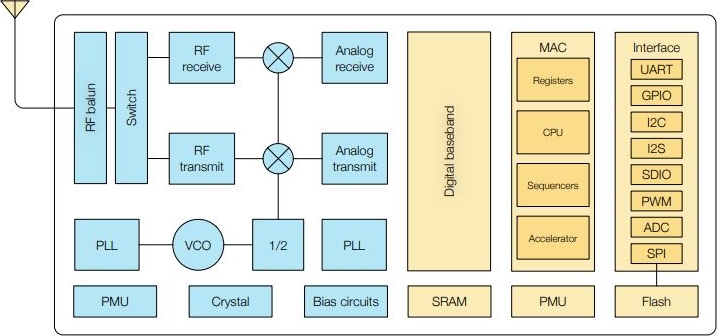 RF balun
Switch
RF
receive
Analog
receive
RF
transmit
Analog
transmit
PLL
VCO
1/2
PLL
PMU
Crystal
Bias circuits
Digital baseband
SRAM
MAC
Registers
CPU
Sequencers
Accelerator
PMU
Interface
UART
GPIO
I2C
I2S
SDIO
PWM
ADC
SPI
Flash